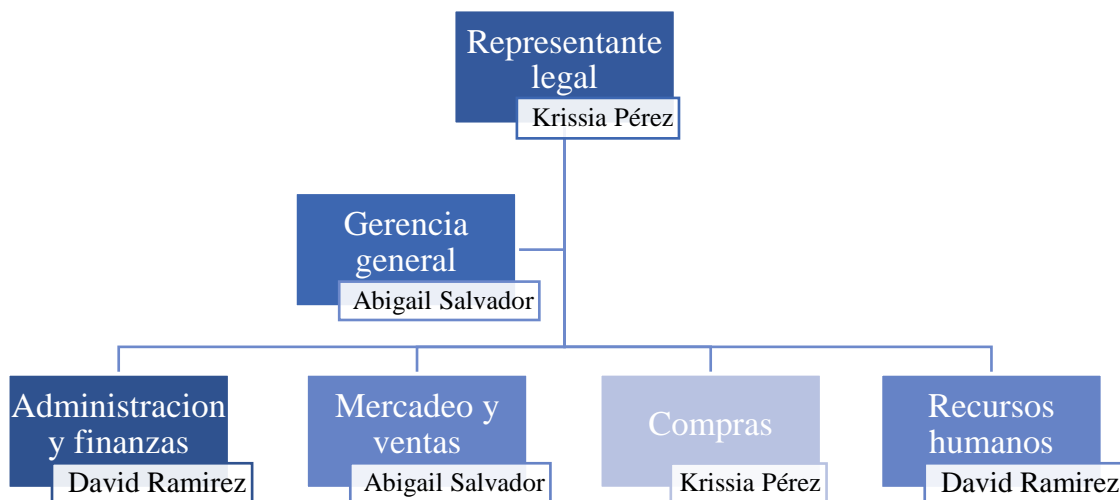 Representante
legal
Krissia Pérez
Gerencia
general
Abigail Salvador
Administracion
y finanzas
David Ramirez
Mercadeo y
ventas
Abigail Salvador
Compras
Krissia Pérez
Recursos
humanos
David Ramirez